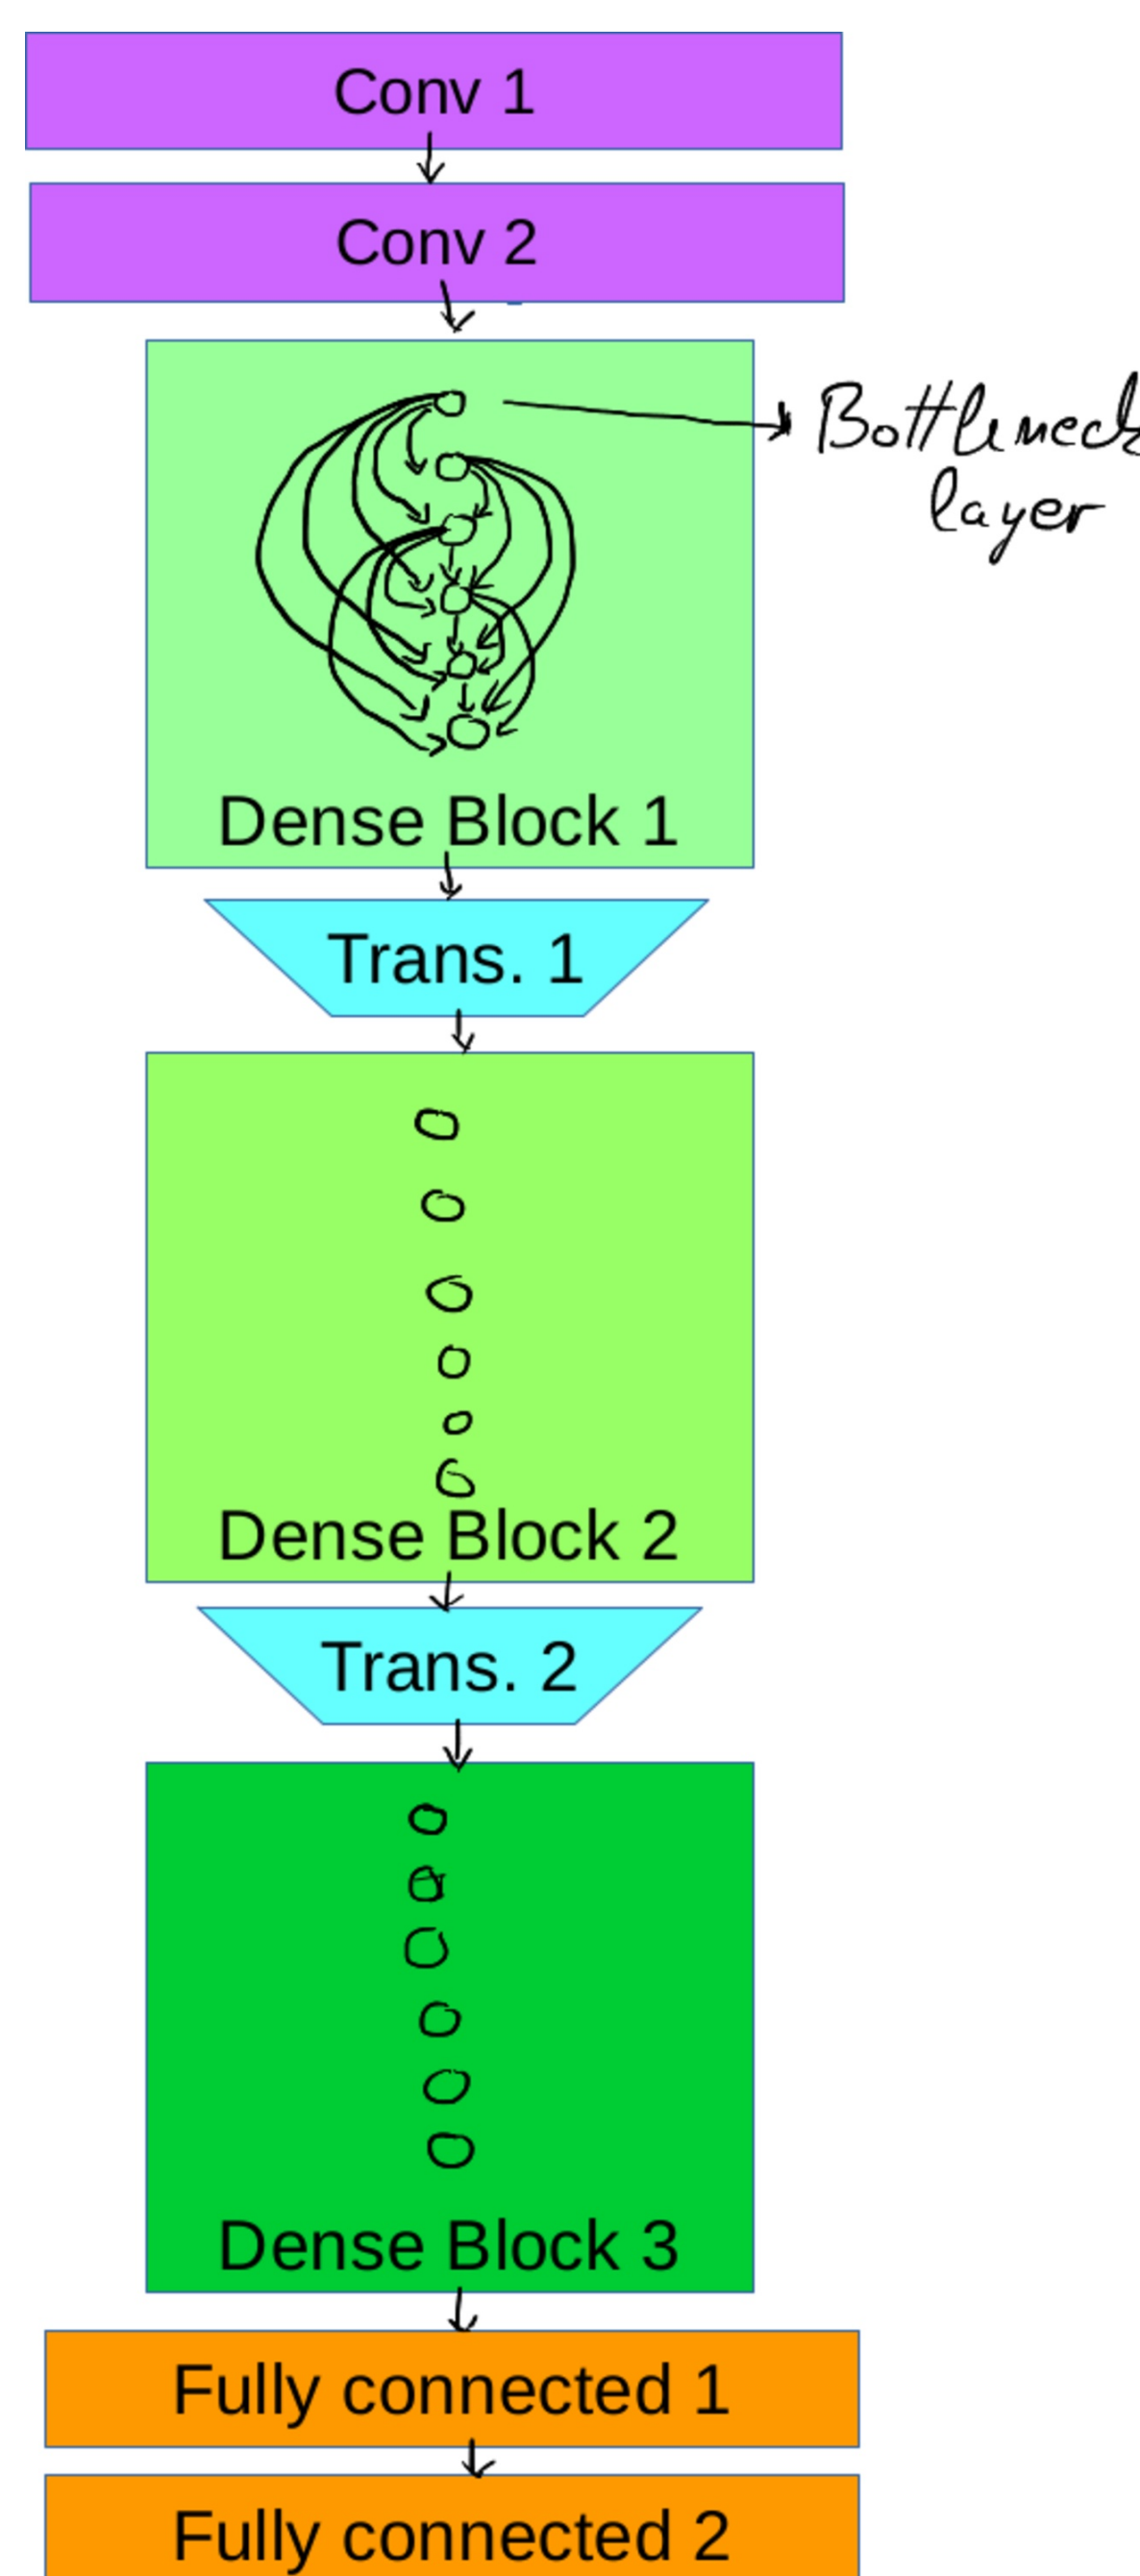 Conv 1
Conv 2
Bottleneck
layer
Dense Block 1
Trans. 1
Dense Block 2
Trans. 2
Dense Block 3
Fully connected 1
Fully connected 2